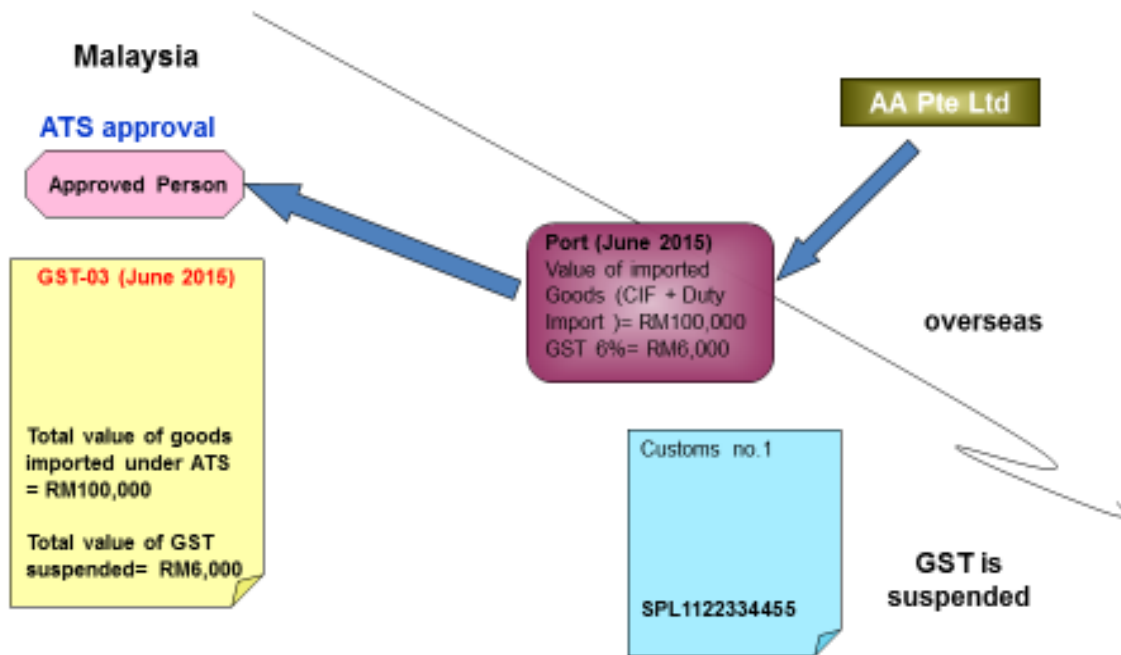 Malaysia
ATS approval
Approved Person
AA Pte Ltd
Port (June 2015)
Value of imported
Goods (CIF + Duty
Import )= RM100,000
GST 6%= RM6,000
GST-03 (June 2015)
Total value of goods
imported under ATS
= RM100,000
Total value of GST
suspended= RM6,000
overseas
Customs no.1
SPL1122334455
GST is
suspended